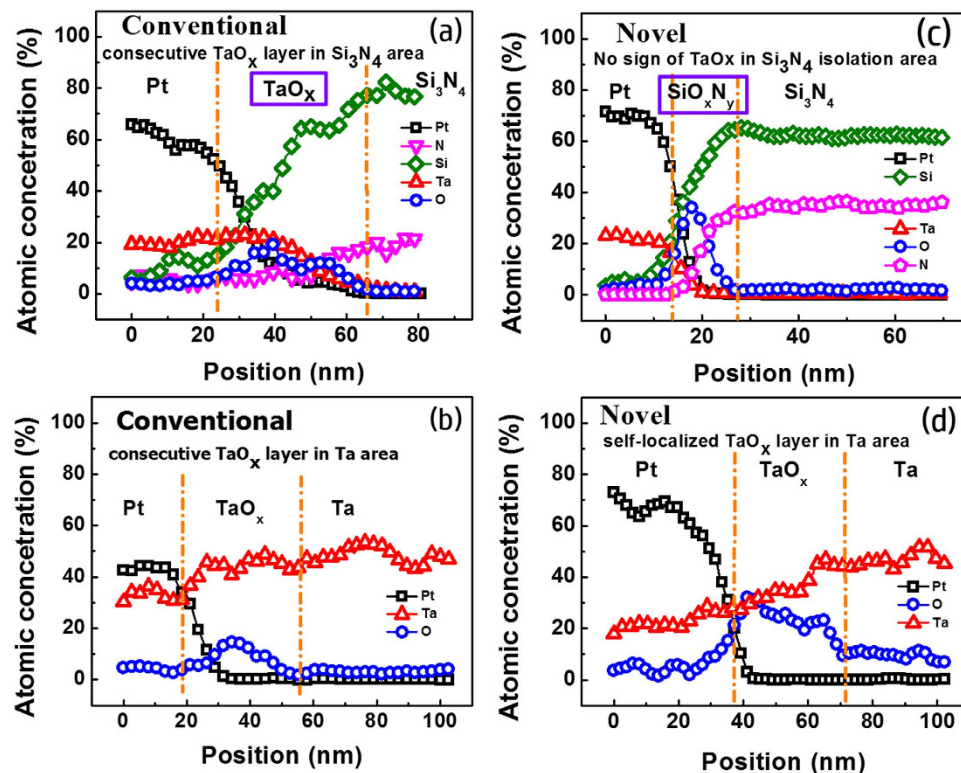 Conventional (a)
consecutive TaOx layer in Si3N4 area
Pt TaOx Si3N4
Pt
N
Si
Ta
O
100
80
60
40
20
0
Atomic concetration (%)
0 20 40 60 80
Position (nm)
Novel (c)
No sign of TaOx in Si3N4 isolation area
Pt SiOxNy Si3N4
Pt
Si
Ta
O
N
100
80
60
40
20
0
Atomic concetration (%)
0 20 40 60
Position (nm)
Conventional (b)
consecutive TaOx layer in Ta area
Pt TaOx Ta
Pt
Ta
O
100
80
60
40
20
0
Atomic concetration (%)
0 20 40 60 80 100
Position (nm)
Novel (d)
self-localized TaOx layer in Ta area
Pt TaOx Ta
Pt
O
Ta
100
80
60
40
20
0
Atomic concetration (%)
0 20 40 60 80 100
Position (nm)